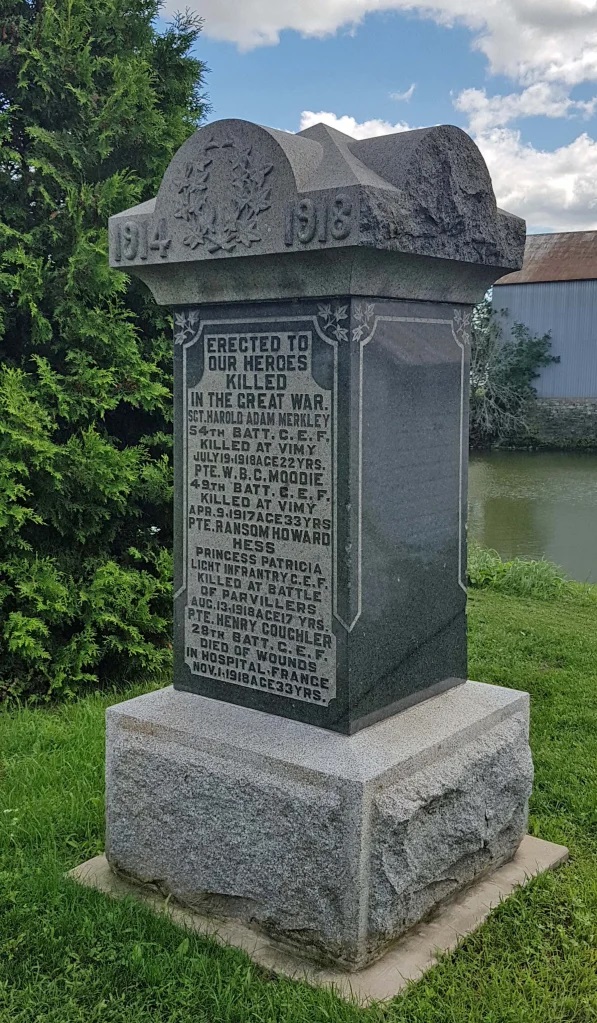 1914 1918
ERECTED TO
OUR HEROES
KILLED
IN THE GREAT WAR.
SGT. HAROLD ADAM MERKLEY
54TH BATT. C.E.F.
KILLED AT VIMY
JULY 19, 1918 AGE 22 YRS.
PTE. W.B.C. MOODIE
49TH BATT. C.E.F.
KILLED AT VIMY
APR. 9, 1917 AGE 33 YRS
PTE. RANSOM HOWARD
HESS
PRINCESS PATRICIA
LIGHT INFANTRY C.E.F.
KILLED AT BATTLE
OF PARVILLERS
AUG. 13, 1918 AGE 17 YRS.
PTE. HENRY COUGHLER
28TH BATT. C.E.F.
DIED OF WOUNDS
IN HOSPITAL, FRANCE
NOV. 1, 1918 AGE 33 YRS.